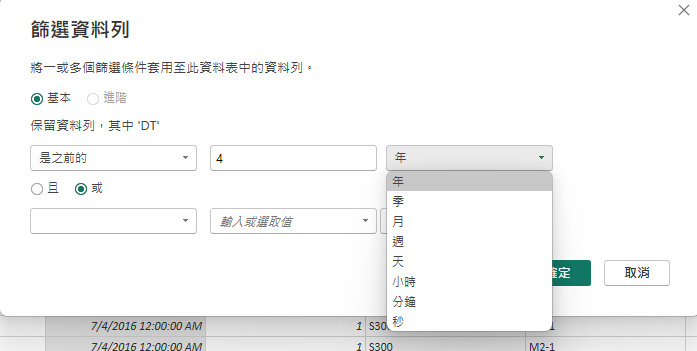 篩選資料列
將一或多個篩選條件套用至此資料表中的資料列。
基本 進階
保留資料列，其中 'DT'
是之前的 4 年
年
且 或
季
月
輸入或選取值
週
天
小時
定 取消
分鐘
秒
7/4/2016 12:00:00 AM 1 S300 -1
7/4/2016 12:00:00 AM 1 S300 M2-1